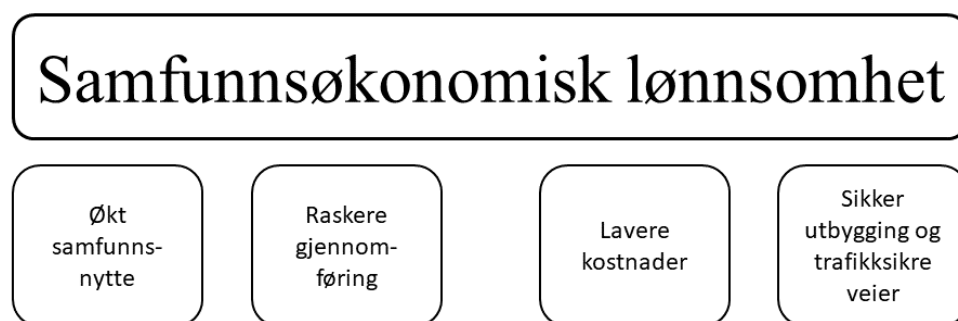 Samfunnsøkonomisk lønnsomhet
Økt
samfunns-
nytte
Raskere
gjennom-
føring
Lavere
kostnader
Sikker
utbygging og
trafikksikre
veier